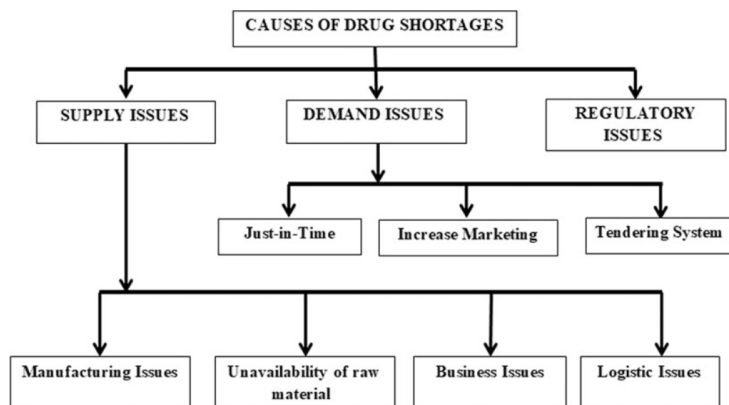 CAUSES OF DRUG SHORTAGES
SUPPLY ISSUES
DEMAND ISSUES
REGULATORY
ISSUES
Just-in-Time
Increase Marketing
Tendering System
Manufacturing Issues
Unavailability of raw
material
Business Issues
Logistic Issues